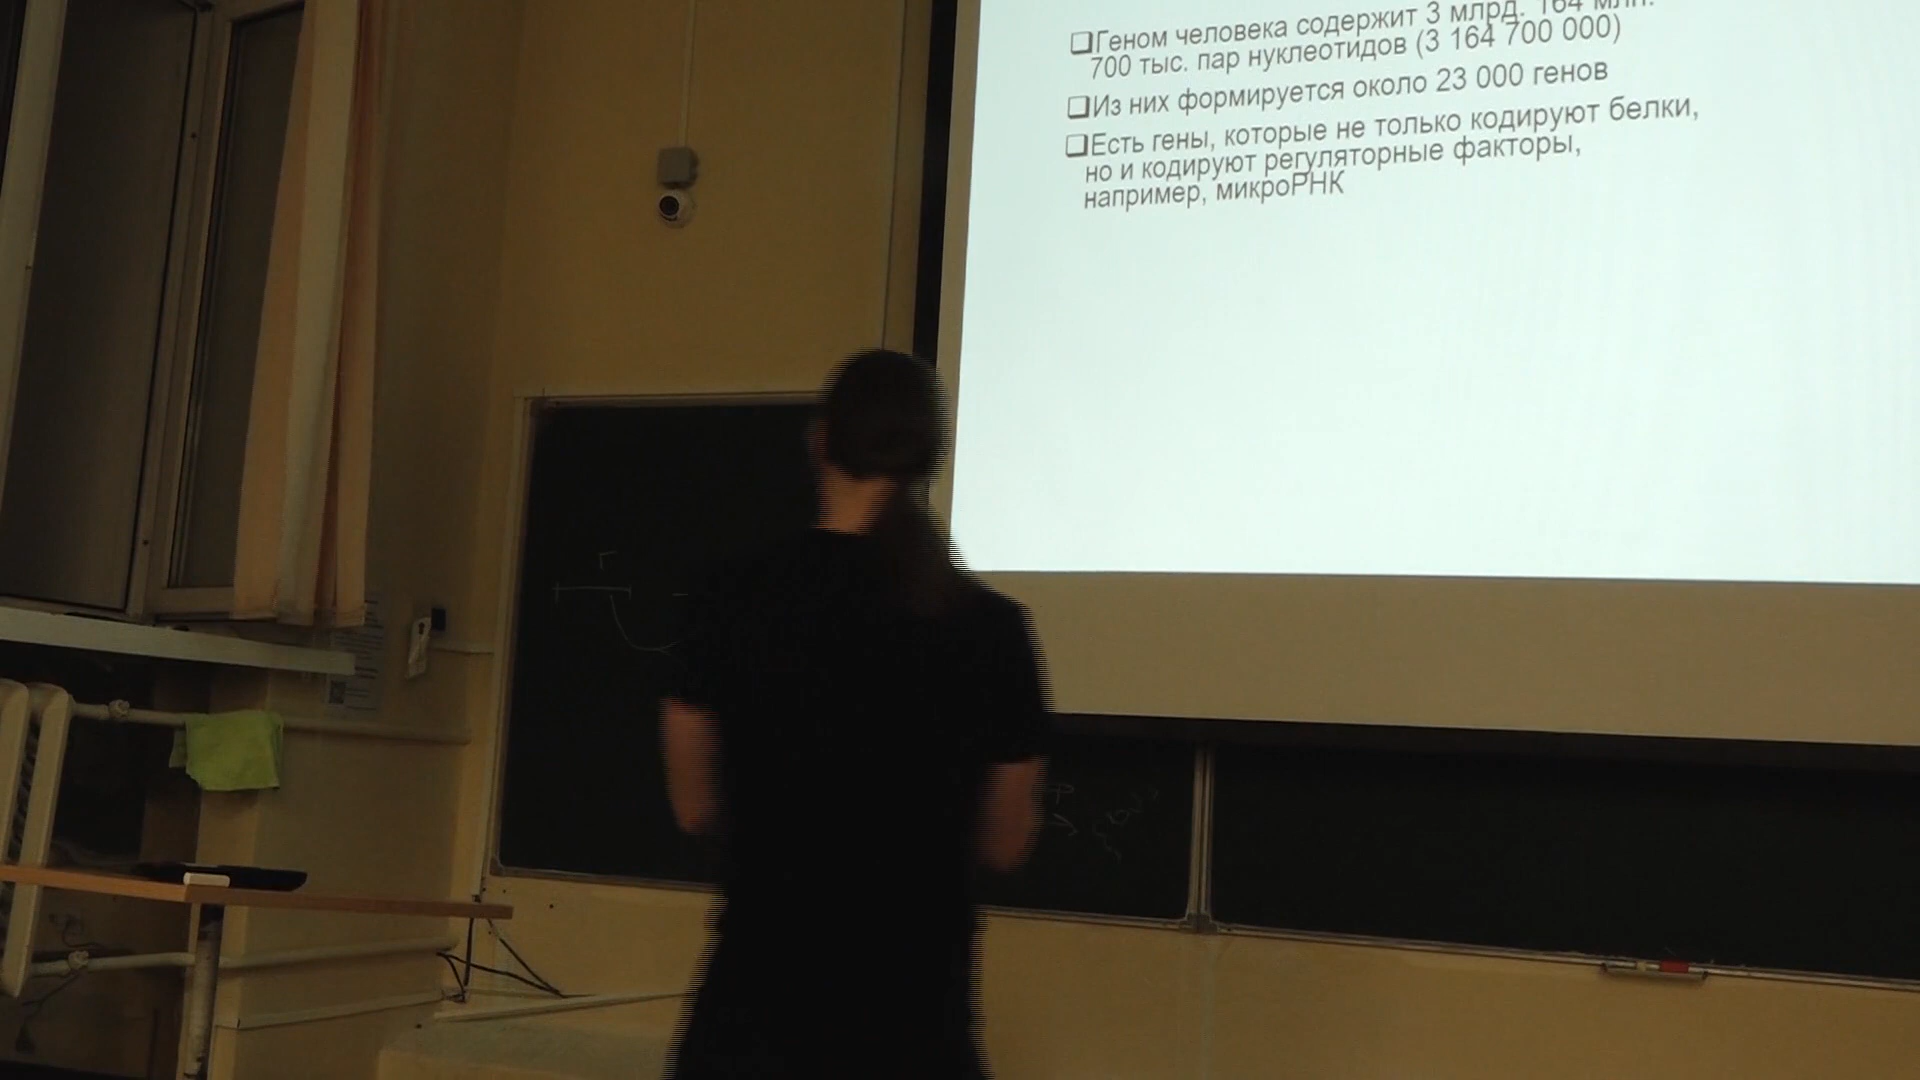 Геном человека содержит 3 млрд. 164 млн.
700 тыс. пар нуклеотидов (3 164 700 000)
Из них формируется около 23 000 генов
Есть гены, которые не только кодируют белки,
но и кодируют регуляторные факторы,
например, микроРНК